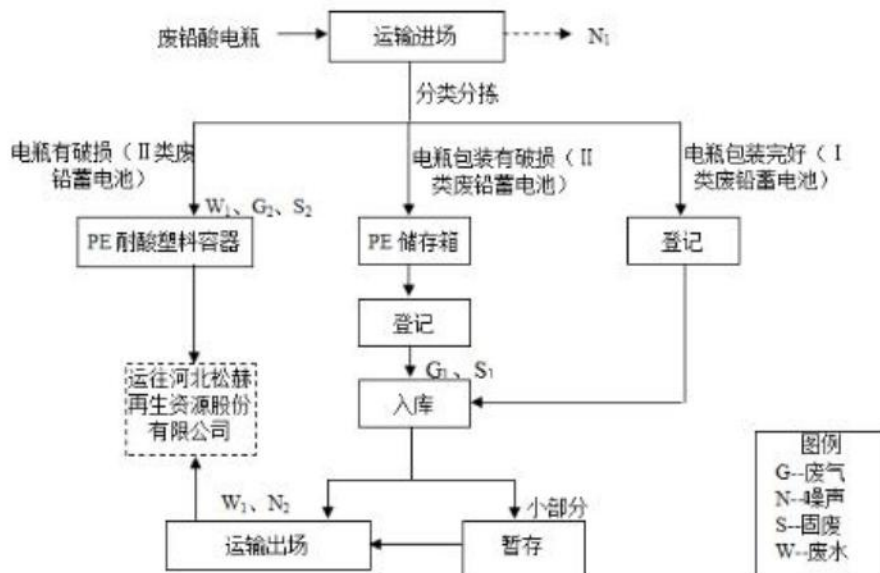 废铅酸电瓶
运输进场
N₁
分类分拣
电瓶有破损（Ⅱ类废
铅蓄电池）
电瓶包装有破损（Ⅱ
类废铅蓄电池）
电瓶包装完好（Ⅰ
类废铅蓄电池）
W₁、G₂、S₂
PE 耐酸塑料容器
PE 储存箱
登记
登记
G₁、S₁
运往河北松赫
再生资源股份
有限公司
入库
W₁、N₂
小部分
运输出场
暂存
图例
G--废气
N--噪声
S--固废
W--废水